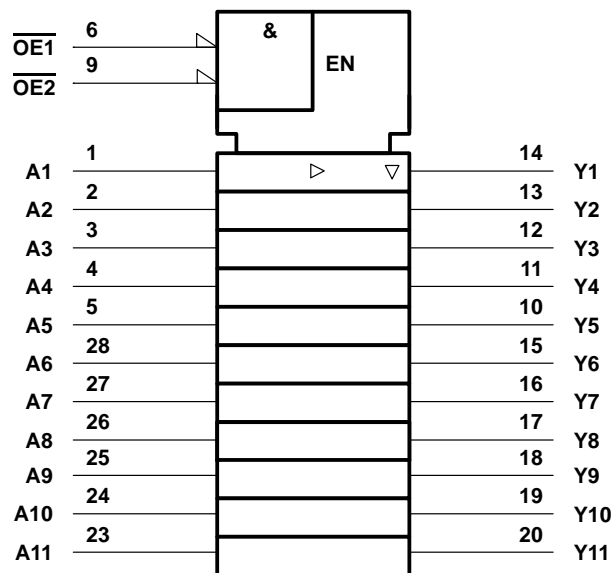 6 &
OE1
9 EN
OE2
1 14
A1 Y1
2 13
A2 Y2
3 12
A3 Y3
4 11
A4 Y4
5 10
A5 Y5
28 15
A6 Y6
27 16
A7 Y7
26 17
A8 Y8
25 18
A9 Y9
24 19
A10 Y10
23 20
A11 Y11